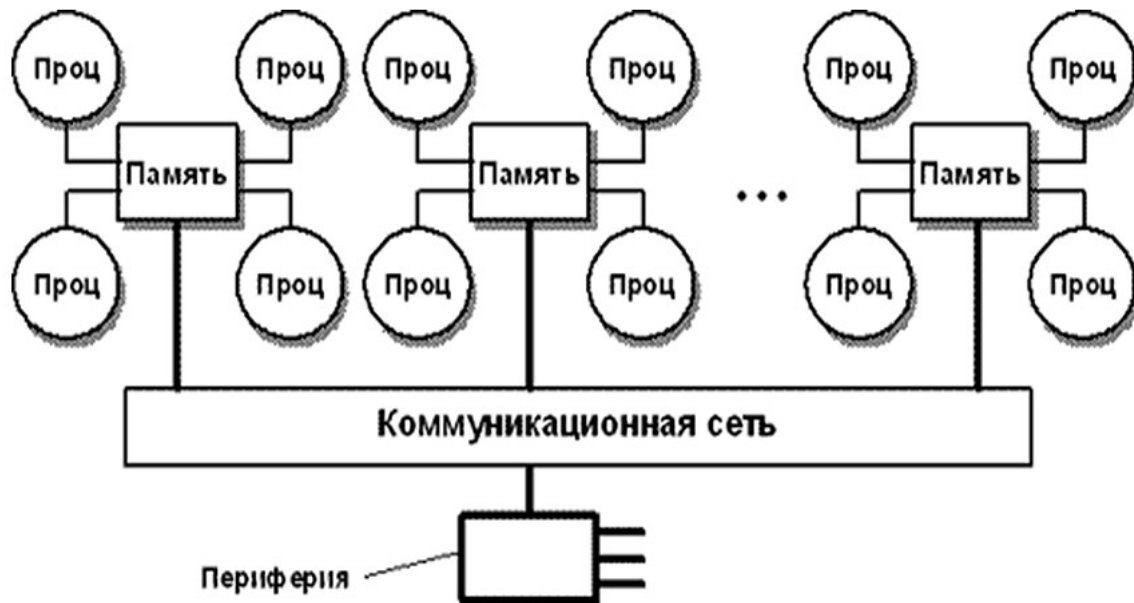 Проц Проц Проц Проц Проц Проц
Память Память Память
...
Проц Проц Проц Проц Проц Проц
Коммуникационная сеть
Периферия